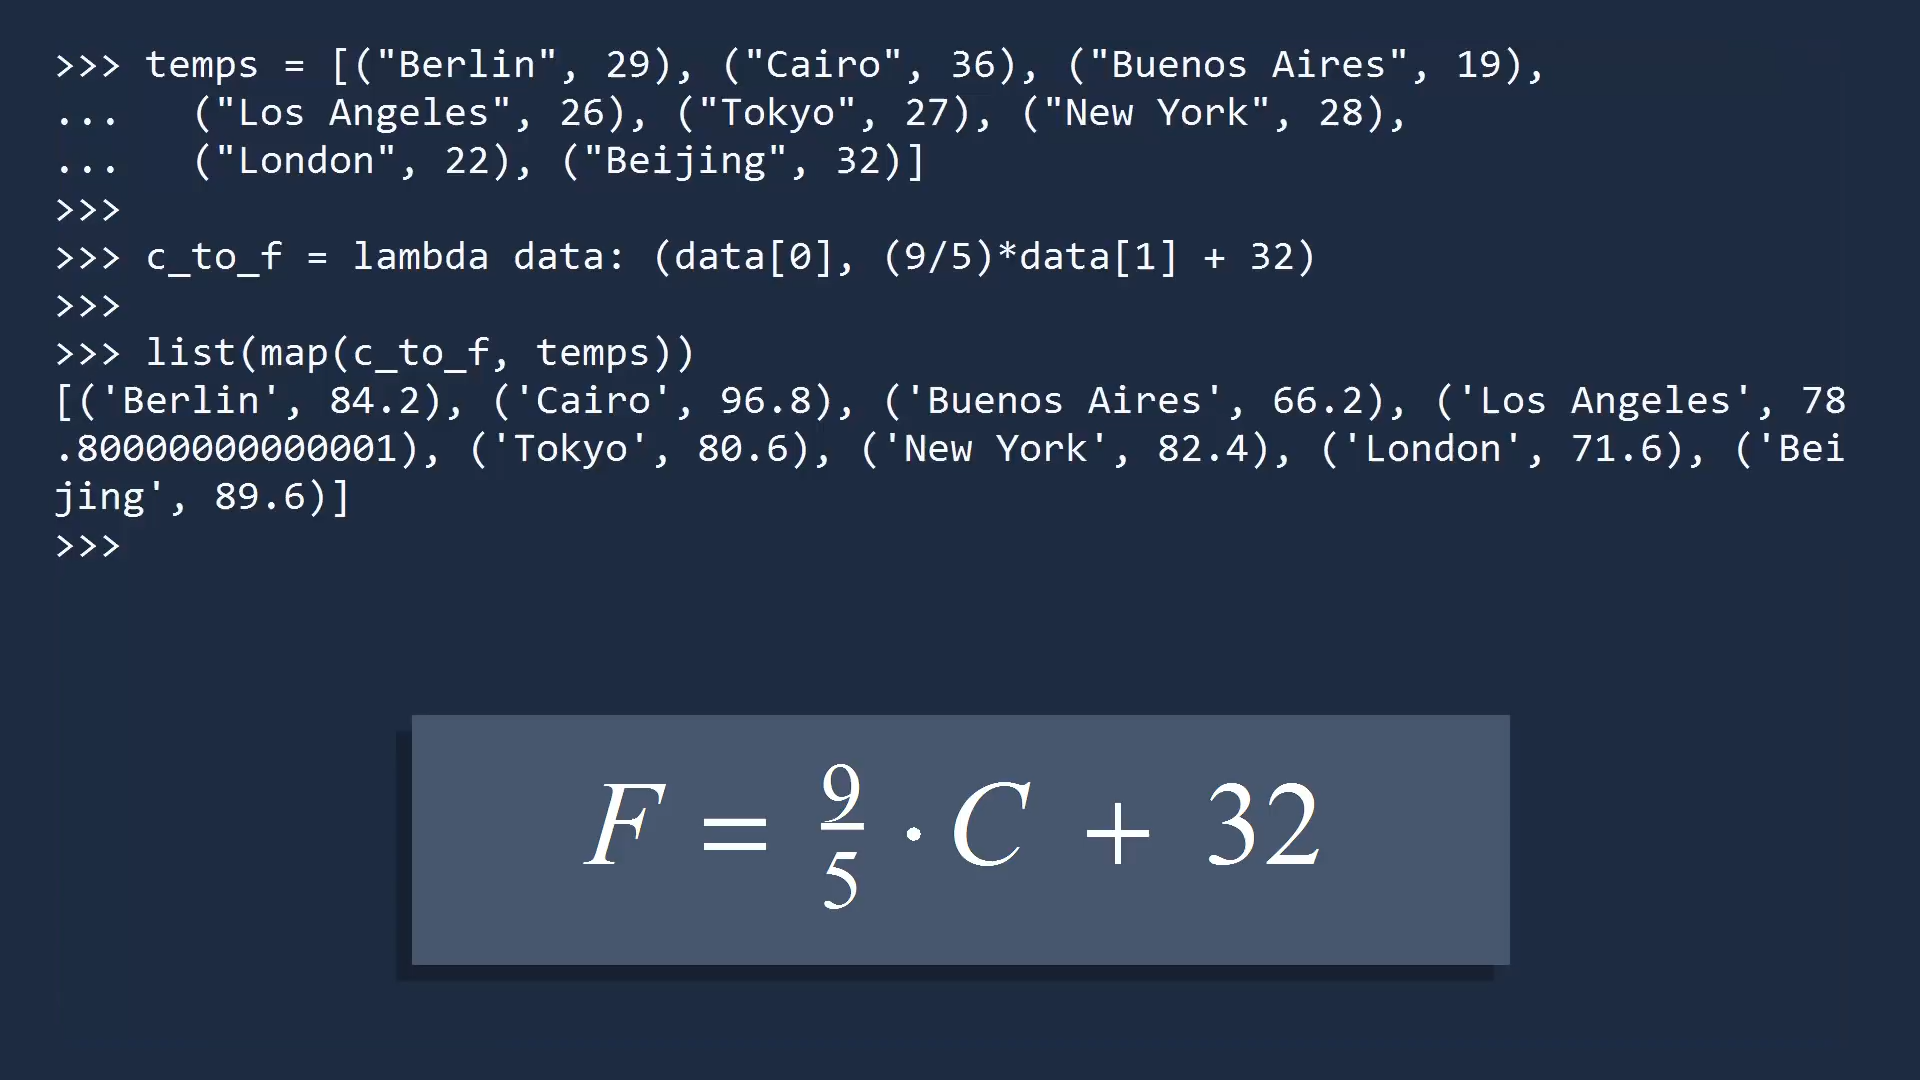 >>> temps = [("Berlin", 29), ("Cairo", 36), ("Buenos Aires", 19),
...   ("Los Angeles", 26), ("Tokyo", 27), ("New York", 28),
...   ("London", 22), ("Beijing", 32)]
>>>
>>> c_to_f = lambda data: (data[0], (9/5)*data[1] + 32)
>>>
>>> list(map(c_to_f, temps))
[('Berlin', 84.2), ('Cairo', 96.8), ('Buenos Aires', 66.2), ('Los Angeles', 78
.80000000000001), ('Tokyo', 80.6), ('New York', 82.4), ('London', 71.6), ('Bei
jing', 89.6)]
>>>
F = 9/5 · C + 32